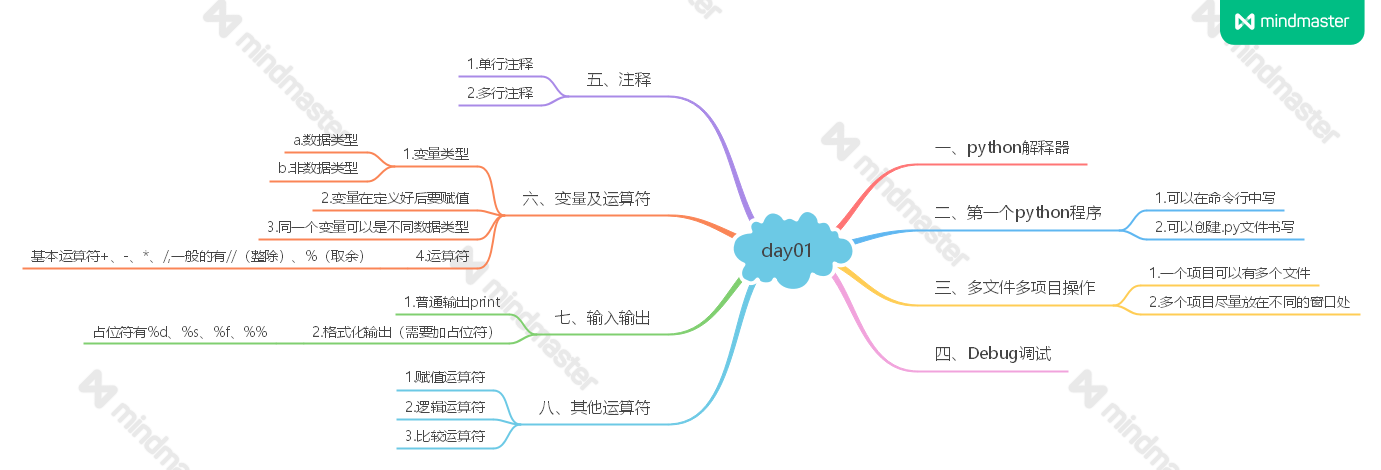 mindmaster
day01
一、python解释器
二、第一个python程序
1.可以在命令行中写
2.可以创建.py文件书写
三、多文件多项目操作
1.一个项目可以有多个文件
2.多个项目尽量放在不同的窗口处
四、Debug调试
五、注释
1.单行注释
2.多行注释
六、变量及运算符
1.变量类型
a.数据类型
b.非数据类型
2.变量在定义好后要赋值
3.同一个变量可以是不同数据类型
4.运算符
基本运算符+、-、*、/,一般的有//（整除）、%（取余）
七、输入输出
1.普通输出print
2.格式化输出（需要加占位符）
占位符有%d、%s、%f、%%
八、其他运算符
1.赋值运算符
2.逻辑运算符
3.比较运算符
mindmaster
mindmaster
mindmaster
mindmaster
mindmaster
mindmaster